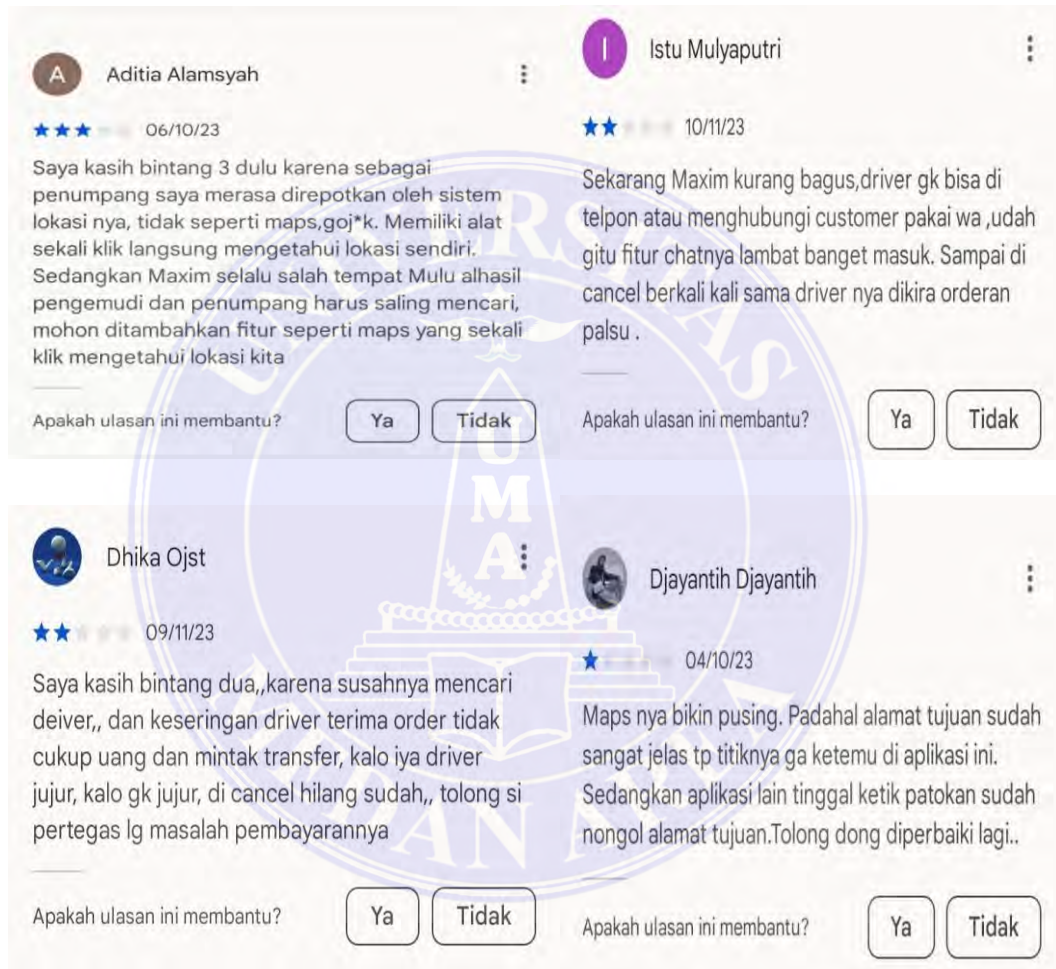 A
Aditia Alamsyah
06/10/23
Saya kasih bintang 3 dulu karena sebagai
penumpang saya merasa direpotkan oleh sistem
lokasi nya, tidak seperti maps,goj*k. Memiliki alat
sekali klik langsung mengetahui lokasi sendiri.
Sedangkan Maxim selalu salah tempat Mulu alhasil
pengemudi dan penumpang harus saling mencari,
mohon ditambahkan fitur seperti maps yang sekali
klik mengetahui lokasi kita
Apakah ulasan ini membantu?
Ya
Tidak
I
Istu Mulyaputri
10/11/23
Sekarang Maxim kurang bagus,driver gk bisa di
telpon atau menghubungi customer pakai wa ,udah
gitu fitur chatnya lambat banget masuk. Sampai di
cancel berkali kali sama driver nya dikira orderan
palsu .
Apakah ulasan ini membantu?
Ya
Tidak
Dhika Ojst
09/11/23
Saya kasih bintang dua,,karena susahnya mencari
deiver,, dan keseringan driver terima order tidak
cukup uang dan mintak transfer, kalo iya driver
jujur, kalo gk jujur, di cancel hilang sudah,, tolong si
pertegas lg masalah pembayarannya
Apakah ulasan ini membantu?
Ya
Tidak
Djayantih Djayantih
04/10/23
Maps nya bikin pusing. Padahal alamat tujuan sudah
sangat jelas tp titiknya ga ketemu di aplikasi ini.
Sedangkan aplikasi lain tinggal ketik patokan sudah
nongol alamat tujuan.Tolong dong diperbaiki lagi..
Apakah ulasan ini membantu?
Ya
Tidak
UNIVERSITAS
MEDAN AREA
UMA